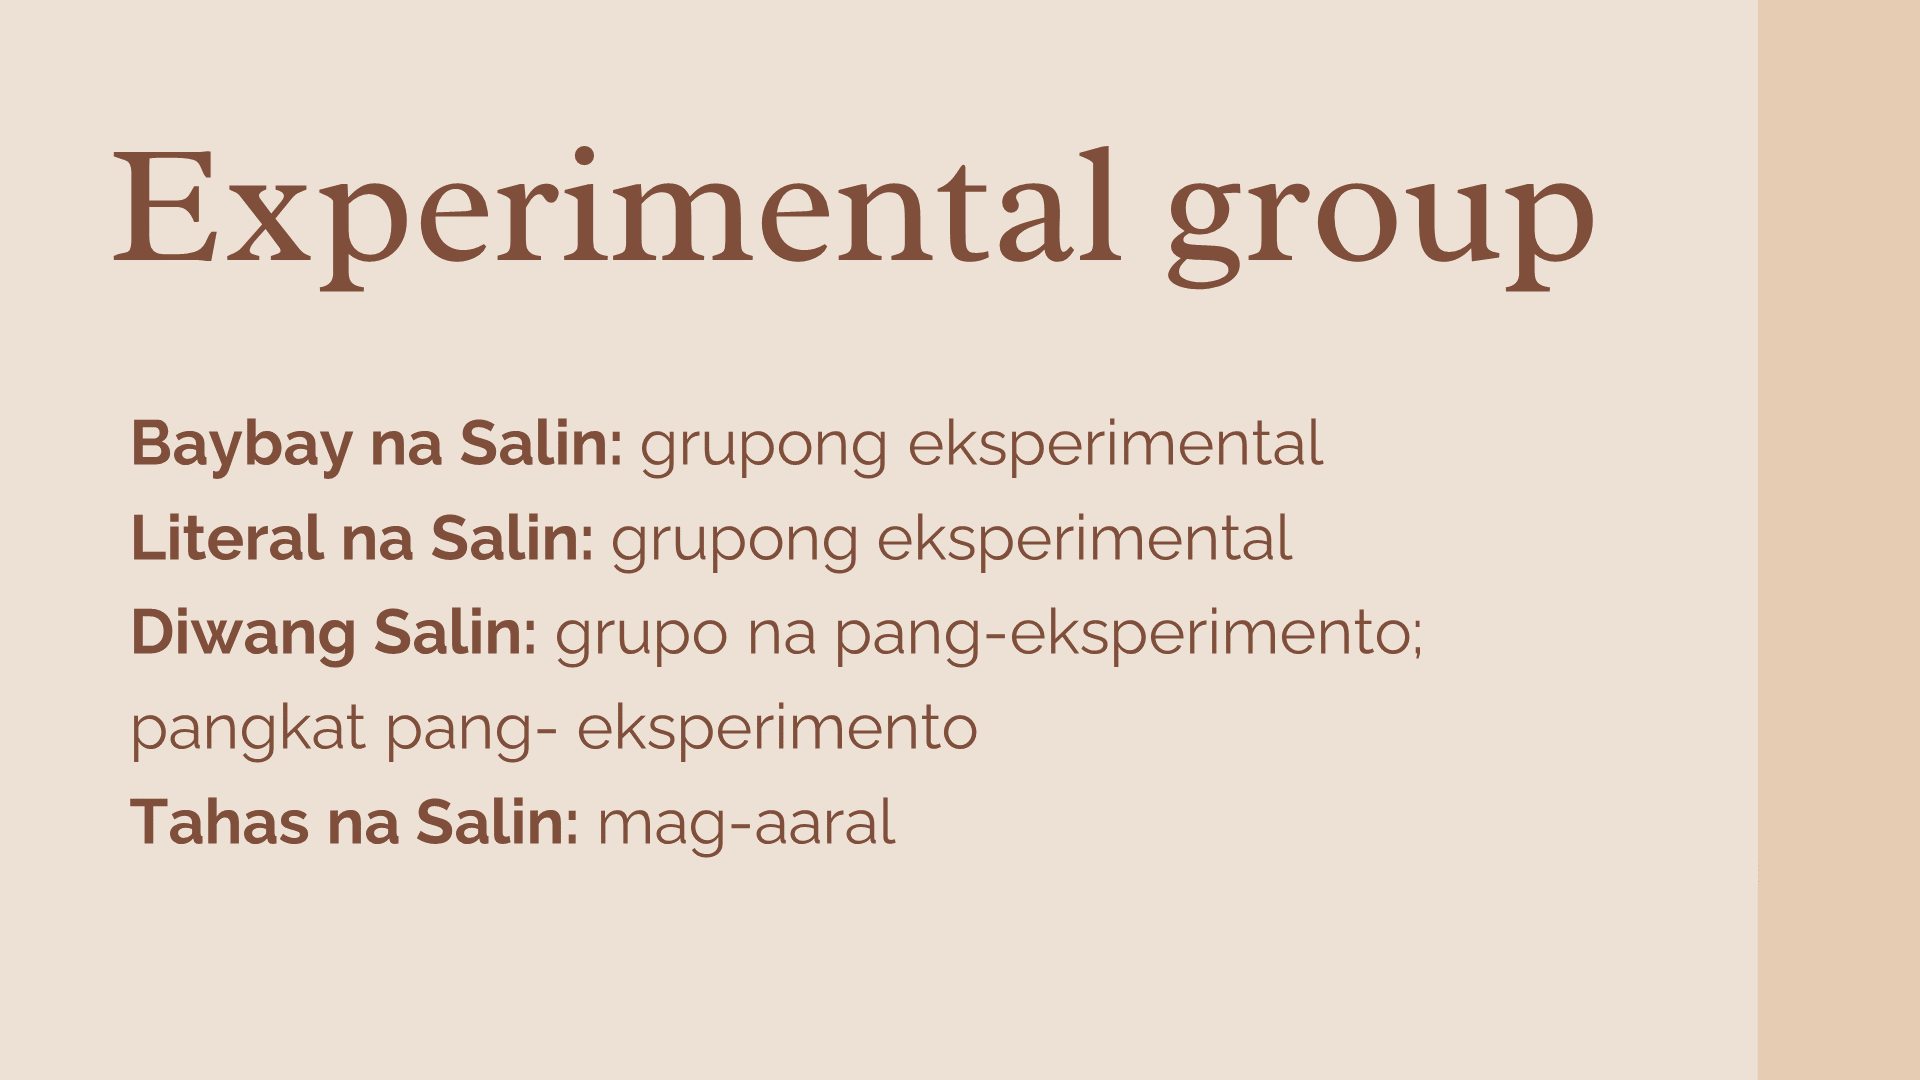 Experimental group
Baybay na Salin: grupong eksperimental
Literal na Salin: grupong eksperimental
Diwang Salin: grupo na pang-eksperimento;
pangkat pang- eksperimento
Tahas na Salin: mag-aaral